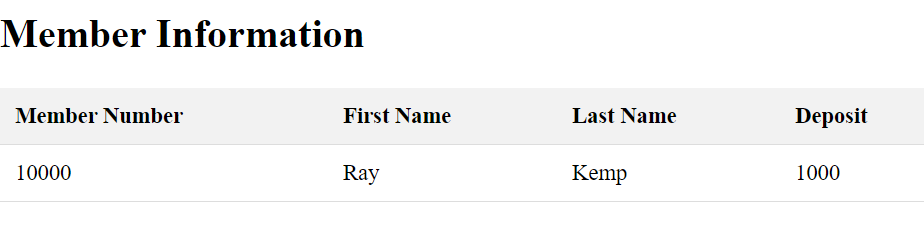 Member Information
Member Number First Name Last Name Deposit
10000 Ray Kemp 1000